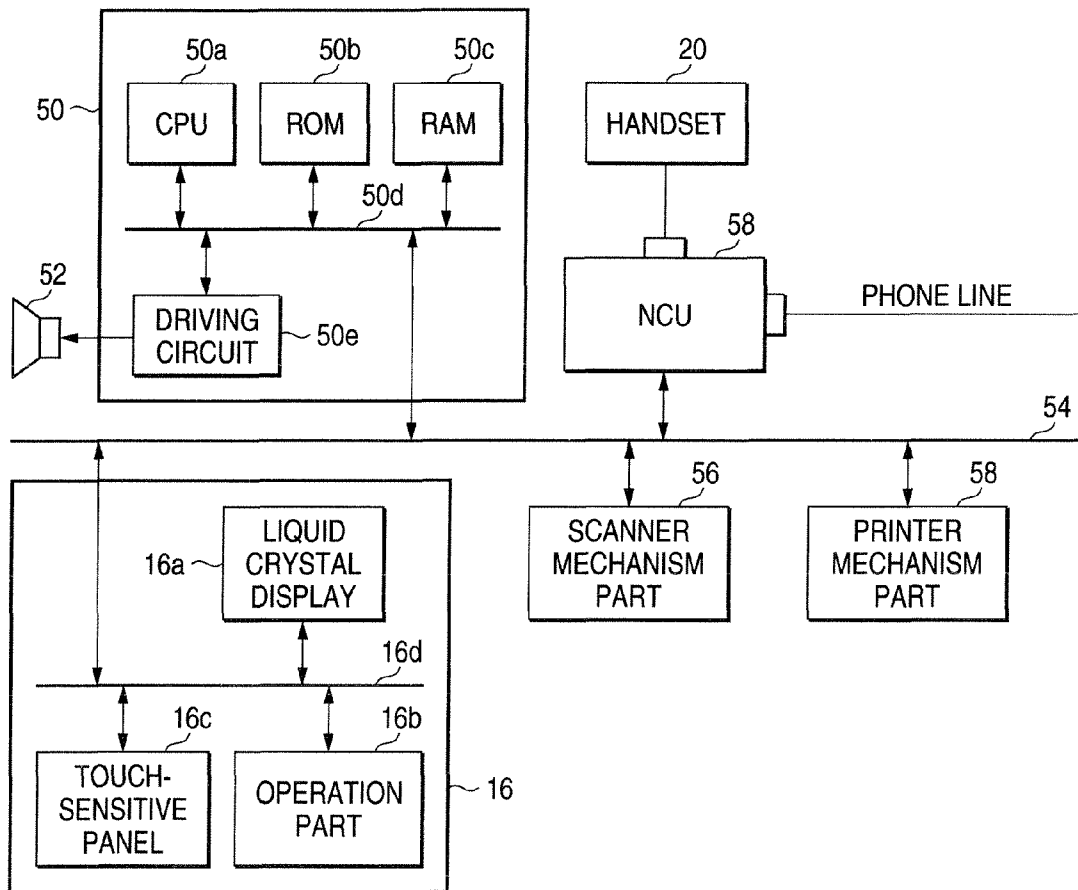 50a
50b
50c
20
50
CPU
ROM
RAM
HANDSET
50d
58
52
NCU
PHONE LINE
DRIVING
CIRCUIT
50e
54
56
58
LIQUID
CRYSTAL
DISPLAY
16a
SCANNER
MECHANISM
PART
PRINTER
MECHANISM
PART
16d
16c
16b
TOUCH-
SENSITIVE
PANEL
OPERATION
PART
16